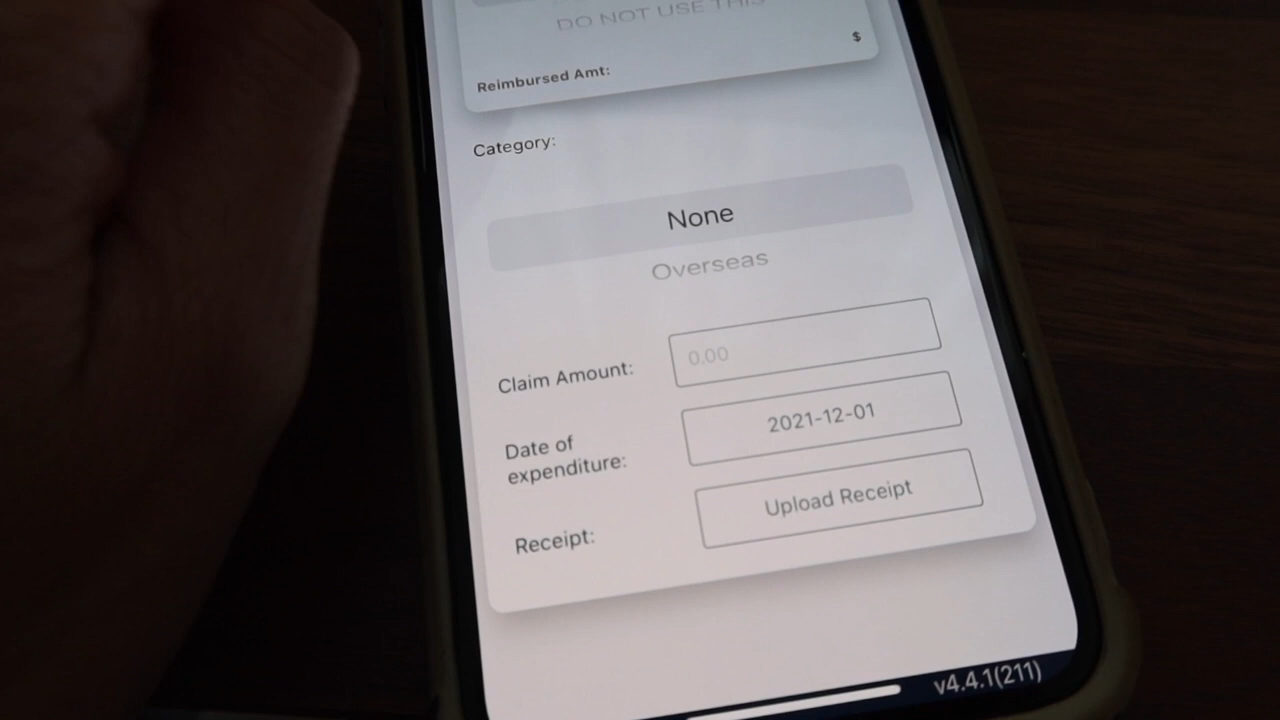 DO NOT USE THIS
$
Reimbursed Amt:
Category:
None
Overseas
Claim Amount:
0.00
Date of
expenditure:
2021-12-01
Receipt:
Upload Receipt
v4.4.1(211)